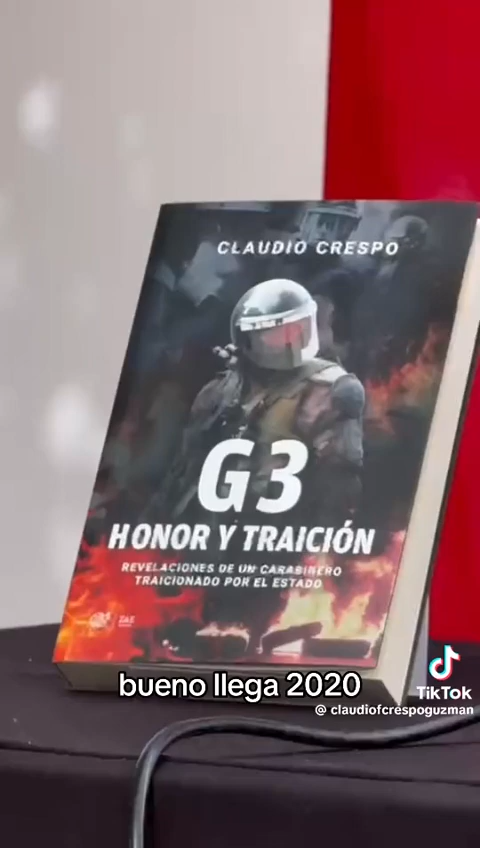 CLAUDIO CRESPO
G3
HONOR Y TRAICIÓN
REVELACIONES DE UN CARABINERO
TRAICIONADO POR EL ESTADO
bueno llega 2020
TikTok
@ claudiofcrespoguzman